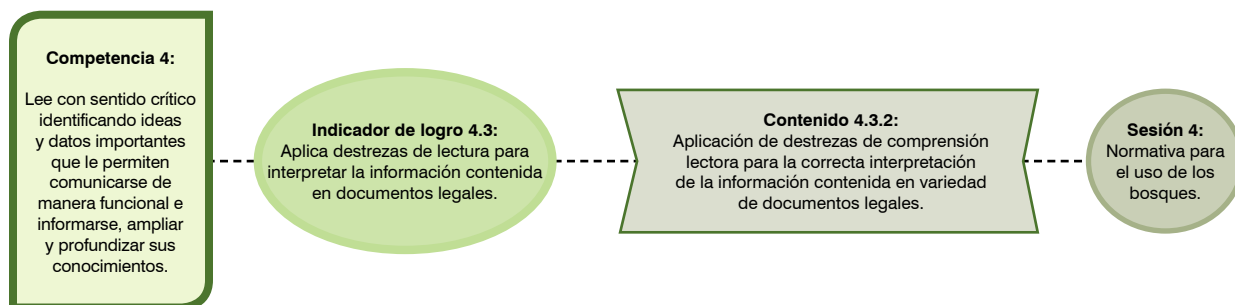 Competencia 4:
Lee con sentido crítico
identificando ideas
y datos importantes
que le permiten
comunicarse de
manera funcional e
informarse, ampliar
y profundizar sus
conocimientos.
Indicador de logro 4.3:
Aplica destrezas de lectura para
interpretar la información contenida
en documentos legales.
Contenido 4.3.2:
Aplicación de destrezas de comprensión
lectora para la correcta interpretación
de la información contenida en variedad
de documentos legales.
Sesión 4:
Normativa para
el uso de los
bosques.